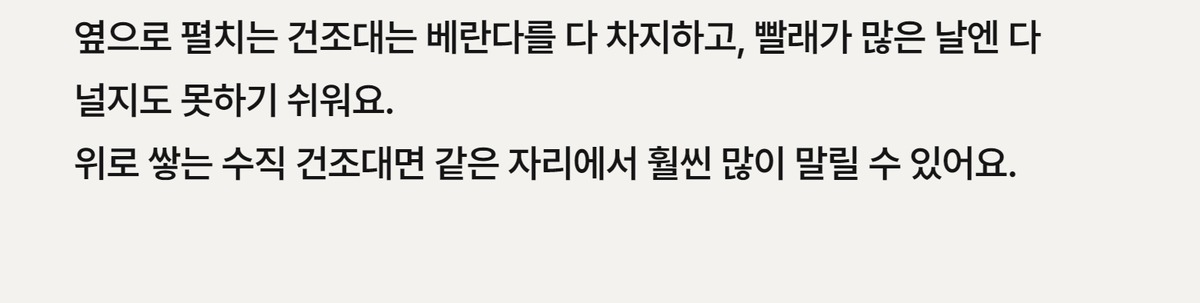 옆으로 펼치는 건조대는 베란다를 다 차지하고, 빨래가 많은 날엔 다
널지도 못하기 쉬워요.
위로 쌓는 수직 건조대면 같은 자리에서 훨씬 많이 말릴 수 있어요.